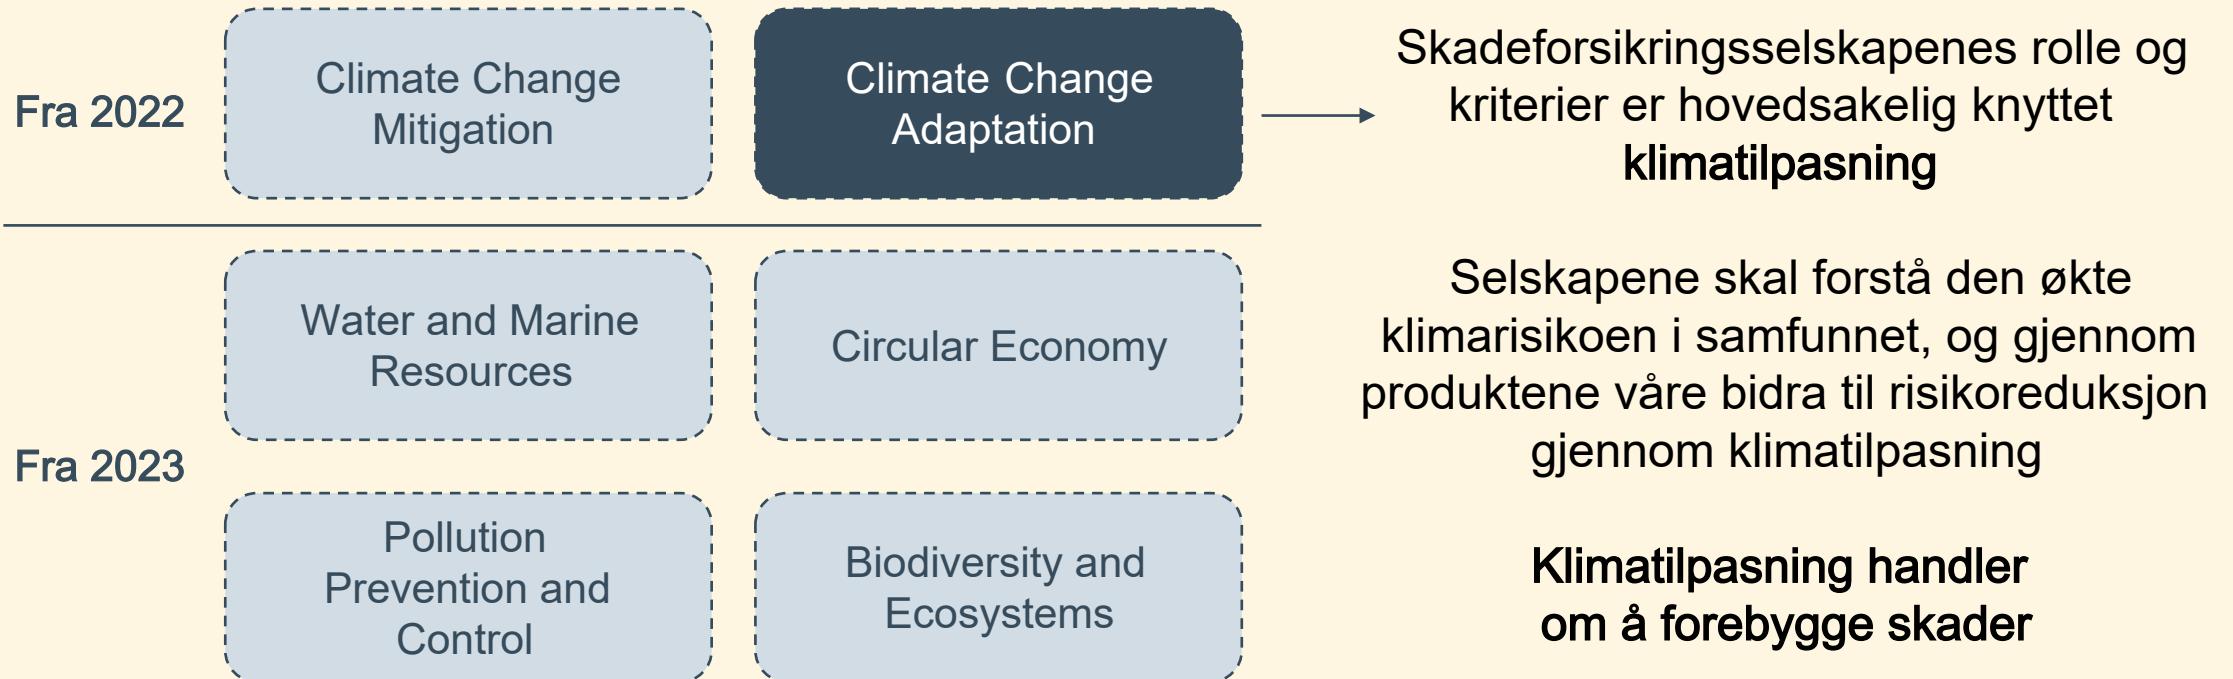 Fra 2022
Climate Change
Mitigation
Climate Change
Adaptation
Skadeforsikringsselskapenes rolle og
kriterier er hovedsakelig knyttet
klimatilpasning
Fra 2023
Water and Marine
Resources
Circular Economy
Pollution
Prevention and
Control
Biodiversity and
Ecosystems
Selskapene skal forstå den økte
klimarisikoen i samfunnet, og gjennom
produktene våre bidra til risikoreduksjon
gjennom klimatilpasning
Klimatilpasning handler
om å forebygge skader